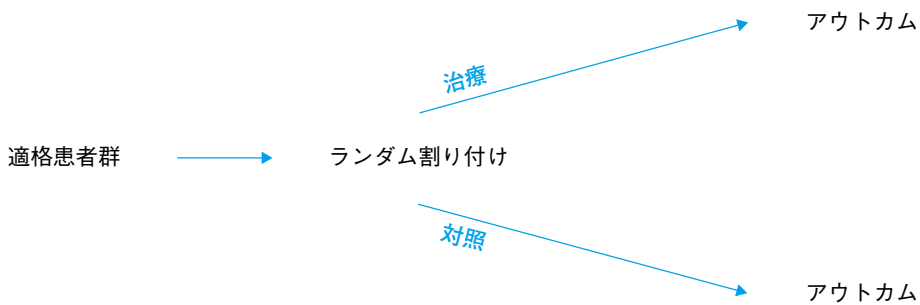 アウトカム
治療
適格患者群
ランダム割り付け
対照
アウトカム